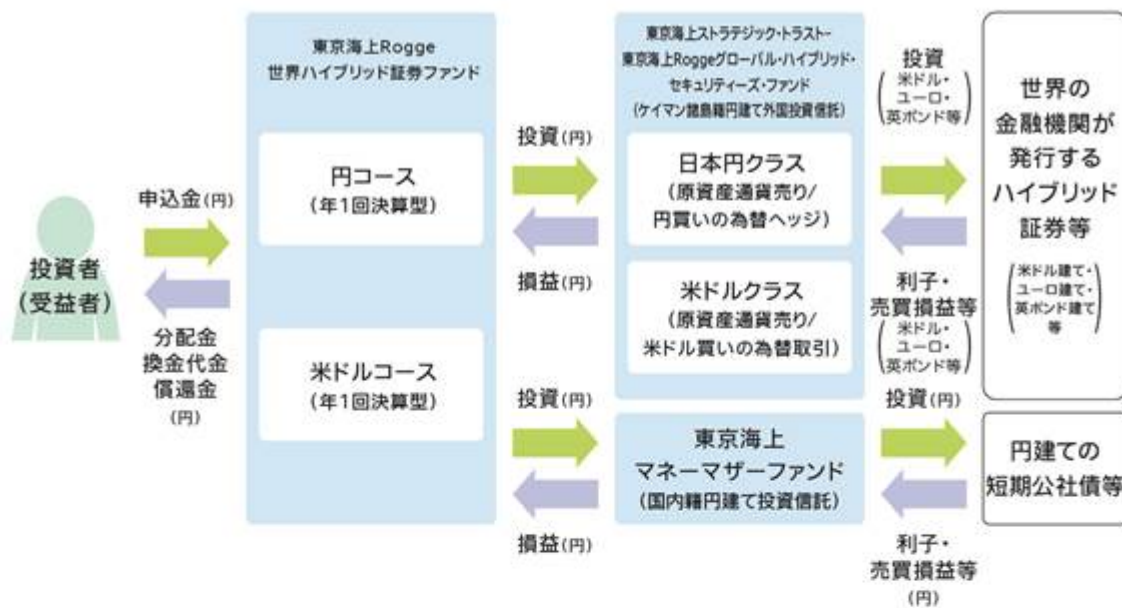 東京海上Rogge
世界ハイブリッド証券ファンド
円コース
(年1回決算型)
米ドルコース
(年1回決算型)
申込金(円)
投資者
(受益者)
分配金
換金代金
償還金
(円)
投資(円)
損益(円)
投資(円)
損益(円)
東京海上ストラテジック・トラスト-
東京海上Roggeグローバル・ハイブリッド・
セキュリティーズ・ファンド
(ケイマン諸島籍円建て外国投資信託)
日本円クラス
(原資産通貨売り/
円買いの為替ヘッジ)
米ドルクラス
(原資産通貨売り/
米ドル買いの為替取引)
東京海上
マネーマザーファンド
(国内籍円建て投資信託)
投資
(米ドル・
ユーロ・
英ポンド等)
利子・
売買損益等
(米ドル・
ユーロ・
英ポンド等)
投資(円)
利子・
売買損益等
(円)
世界の
金融機関が
発行する
ハイブリッド
証券等
(米ドル建て・
ユーロ建て・
英ポンド建て
等)
円建ての
短期公社債等